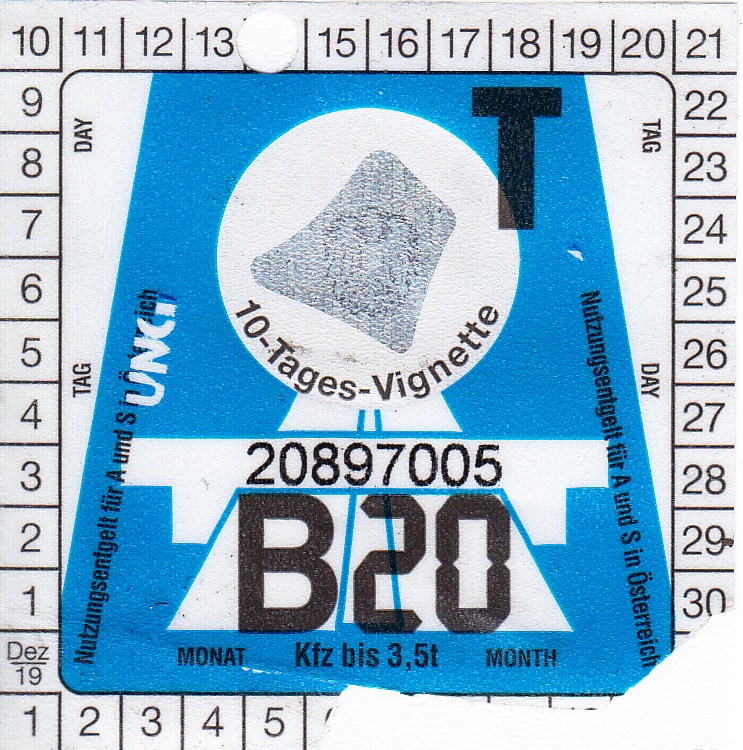 10 11 12 13 15 16 17 18 19 20 21
9 22
8 23
7 24
6 25
5 26
4 27
3 28
2 29
1 30
Dez
19
1 2 3 4 5
DAY
TAG
TAG
DAY
T
10-Tages-Vignette
Nutzungsentgelt für A und S in
Nutzungsentgelt für A und S in Österreich
20897005
B20
MONAT Kfz bis 3,5t MONTH